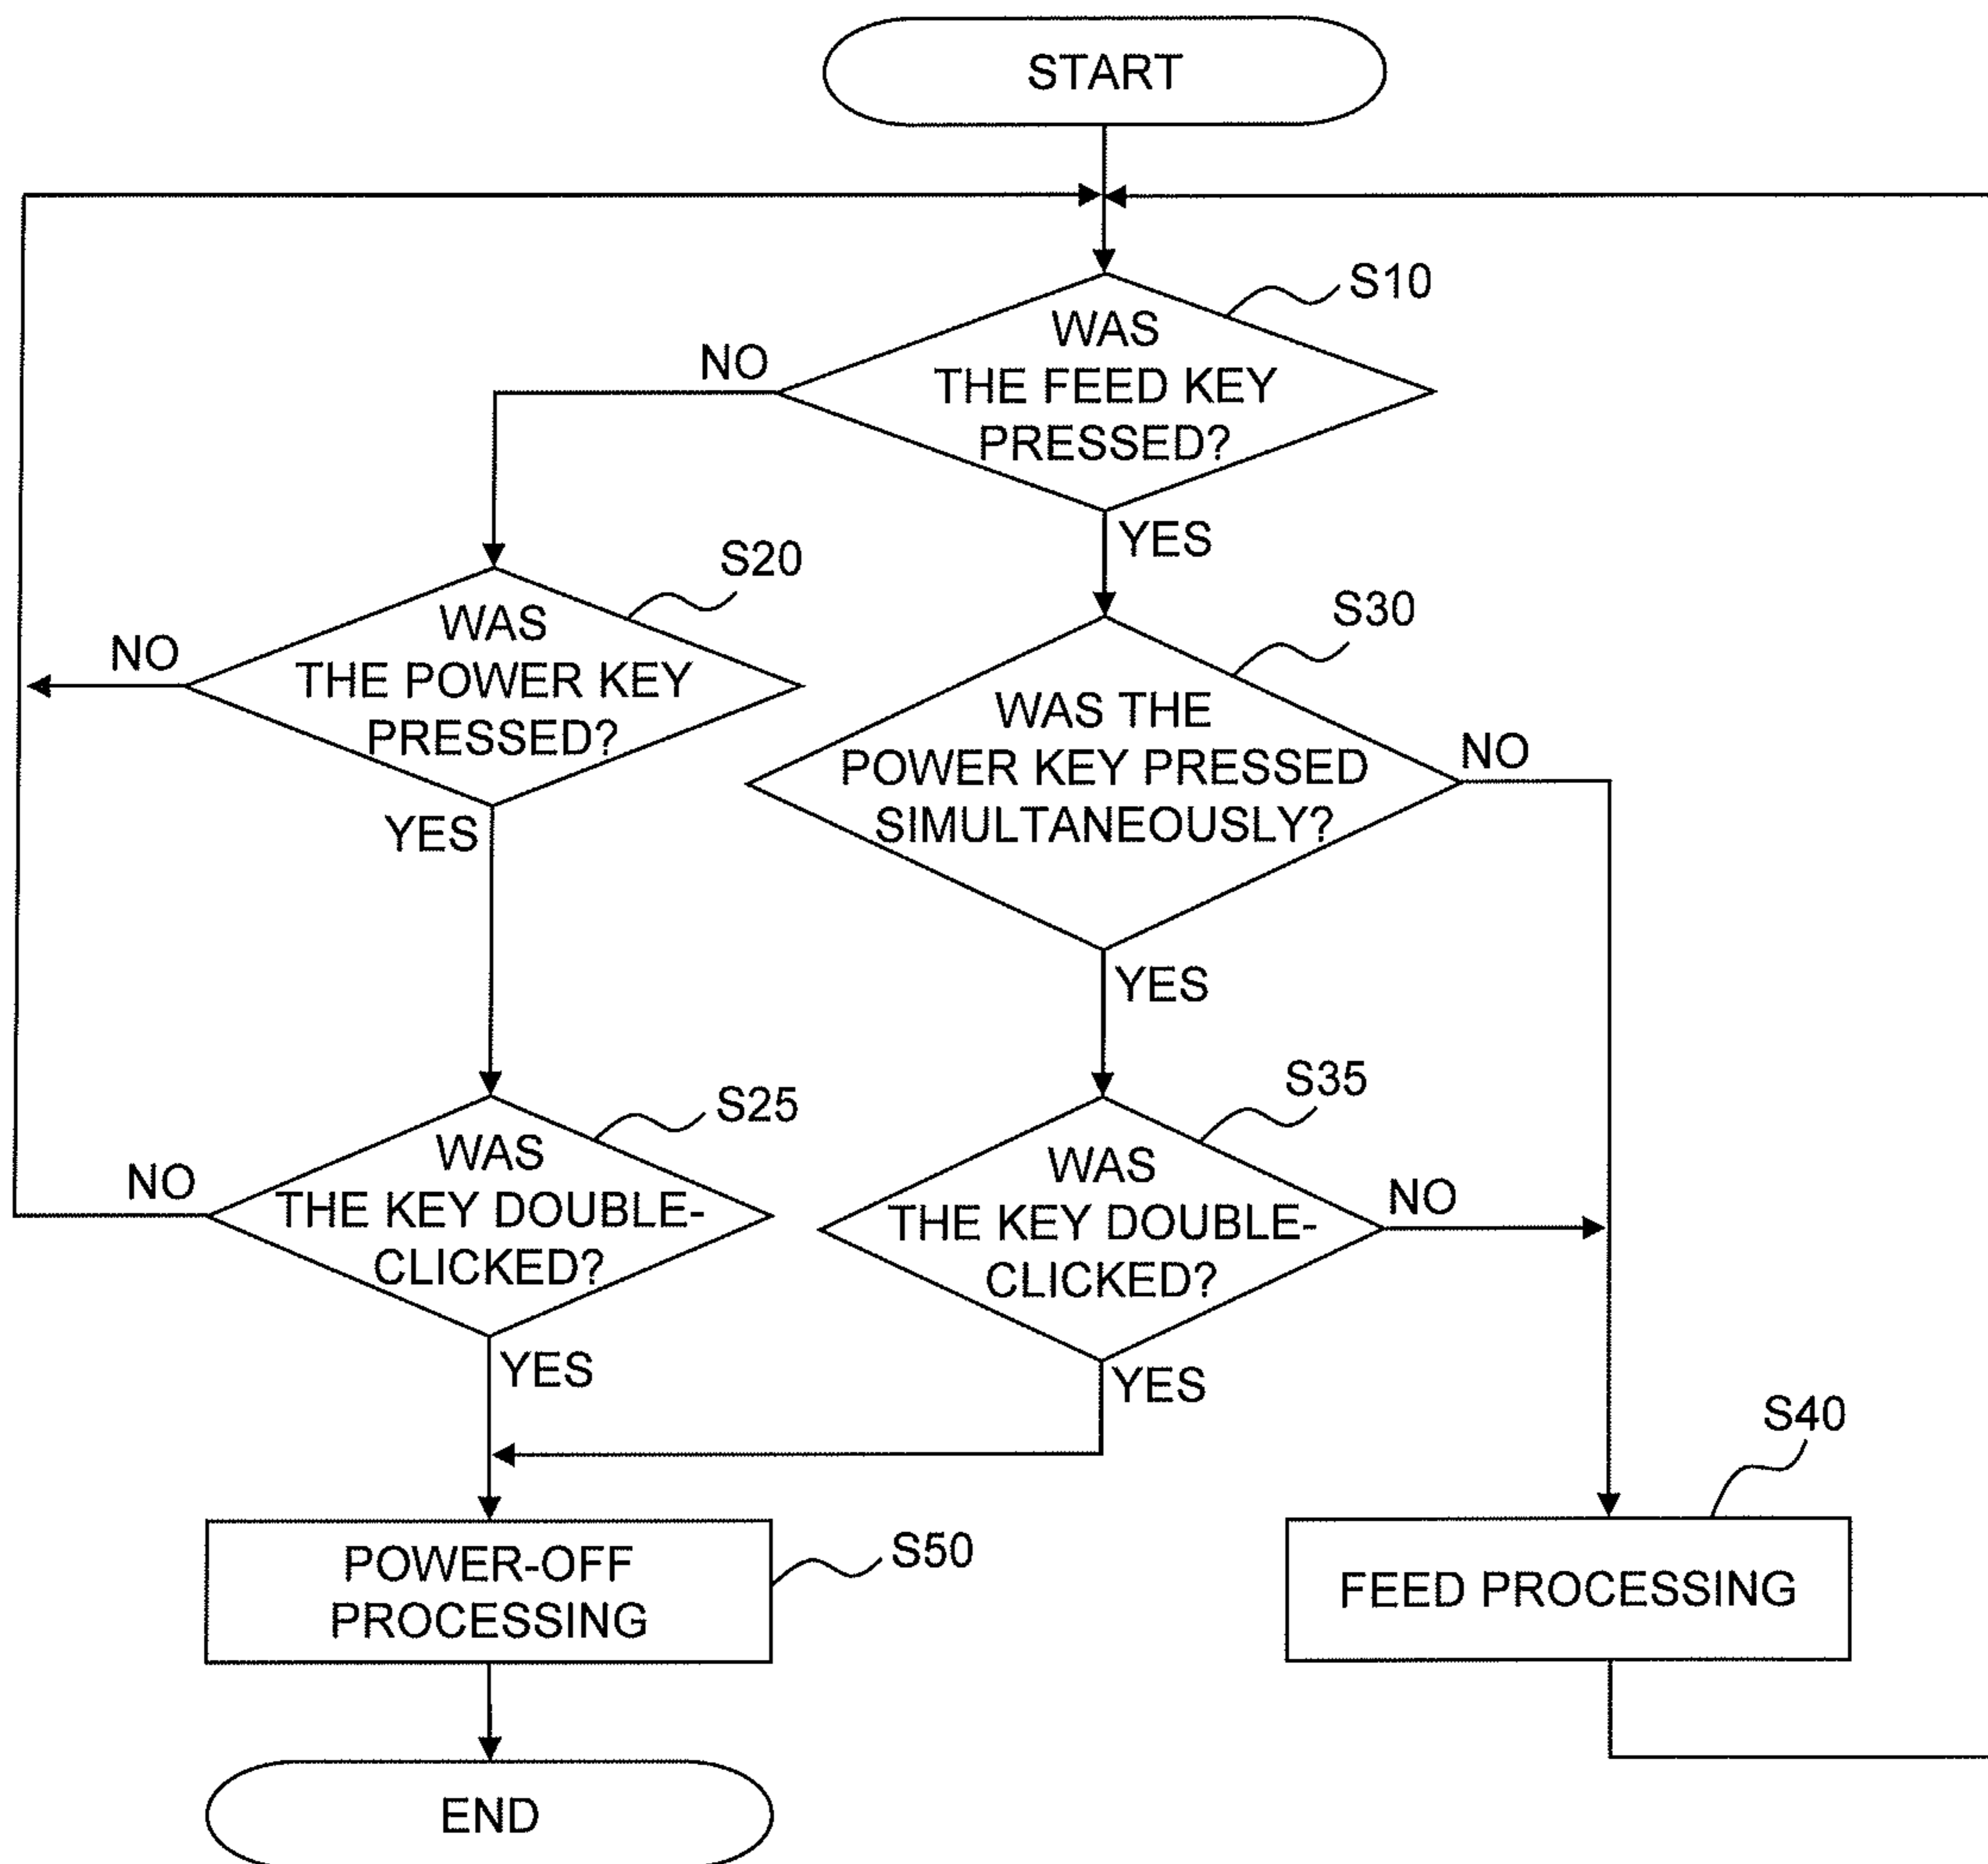 START
S10
WAS
THE FEED KEY
PRESSED?
NO
YES
S20
WAS
THE POWER KEY
PRESSED?
NO
YES
S30
WAS THE
POWER KEY PRESSED
SIMULTANEOUSLY?
NO
YES
S25
WAS
THE KEY DOUBLE-
CLICKED?
NO
YES
S35
WAS
THE KEY DOUBLE-
CLICKED?
NO
YES
S40
FEED PROCESSING
S50
POWER-OFF
PROCESSING
END